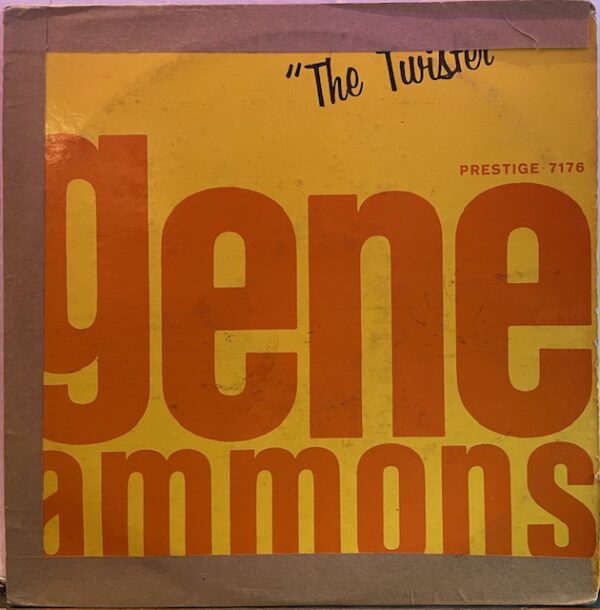 "The Twister
PRESTIGE 7176
gene
ammons